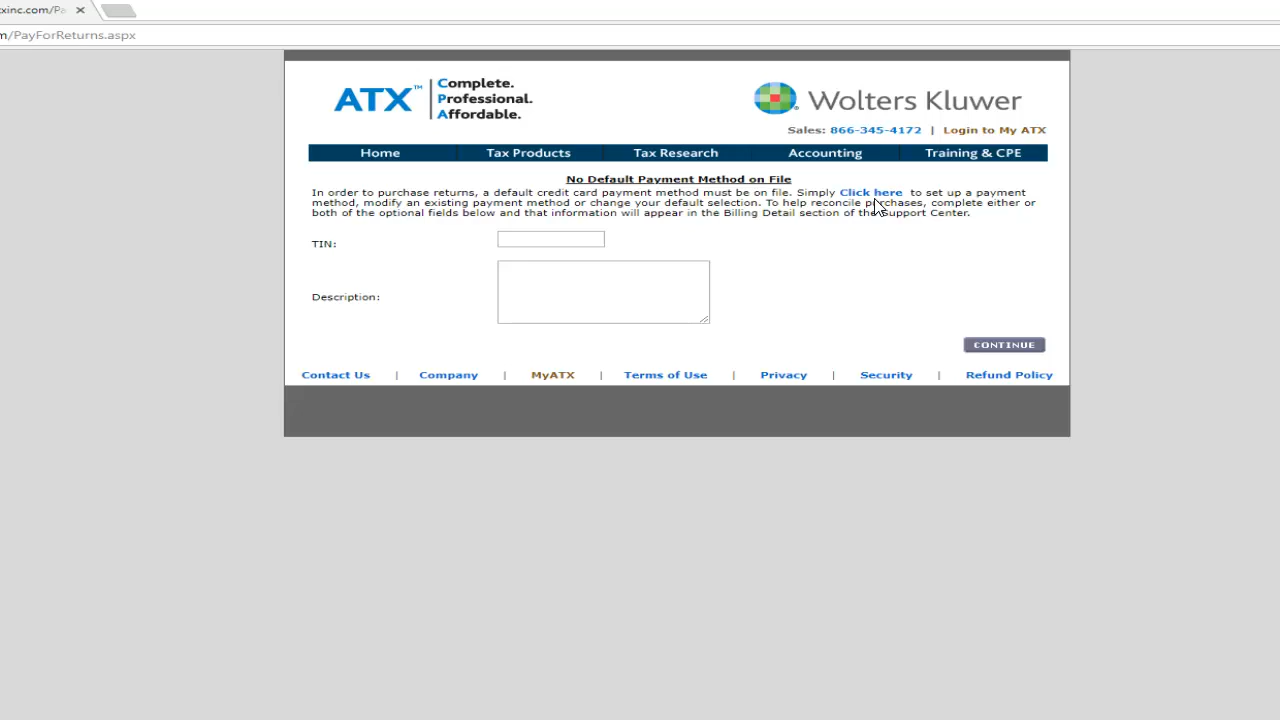 xinc.com/Pa
m/PayForReturns.aspx
ATX™
Complete.
Professional.
Affordable.
Wolters Kluwer
Sales: 866-345-4172 | Login to My ATX
Home Tax Products Tax Research Accounting Training & CPE
No Default Payment Method on File
In order to purchase returns, a default credit card payment method must be on file. Simply Click here to set up a payment
method, modify an existing payment method or change your default selection. To help reconcile purchases, complete either or
both of the optional fields below and that information will appear in the Billing Detail section of the Support Center.
TIN:
Description:
CONTINUE
Contact Us | Company | MyATX | Terms of Use | Privacy | Security | Refund Policy